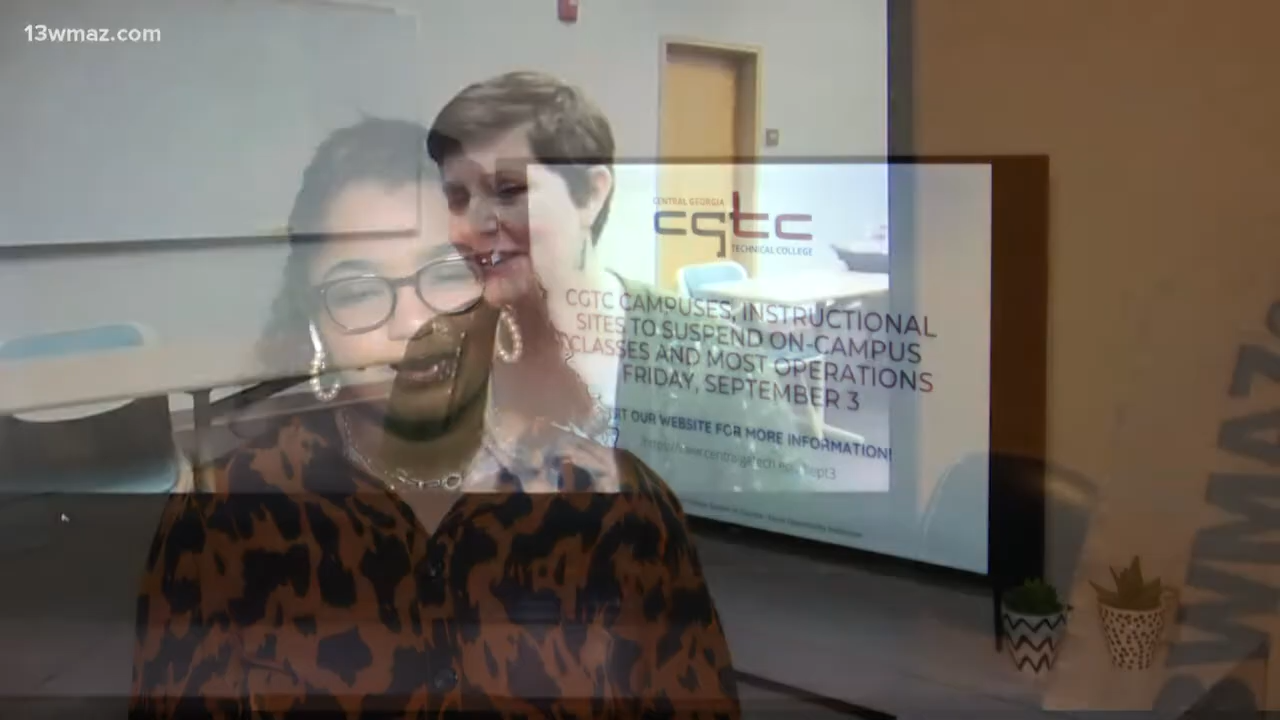 13wmaz.com
CENTRAL GEORGIA
cgtc
TECHNICAL COLLEGE
CGTC CAMPUSES, INSTRUCTIONAL
SITES TO SUSPEND ON-CAMPUS
CLASSES AND MOST OPERATIONS
FRIDAY, SEPTEMBER 3
OUR WEBSITE FOR MORE INFORMATION!
13WMAZ